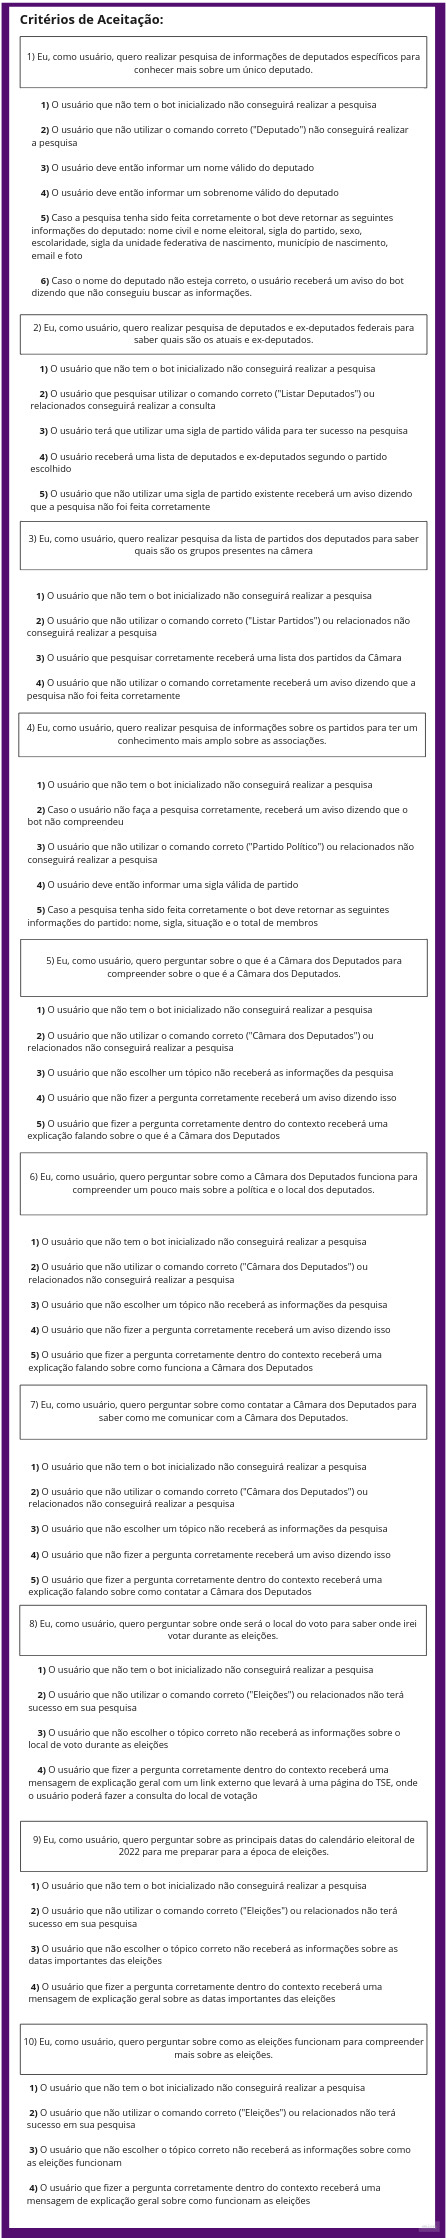 Critérios de Aceitação:
1) Eu, como usuário, quero realizar pesquisa de informações de deputados específicos para
conhecer mais sobre um único deputado.
1) O usuário que não tem o bot inicializado não conseguirá realizar a pesquisa
2) O usuário que não utilizar o comando correto ("Deputado") não conseguirá realizar
a pesquisa
3) O usuário deve então informar um nome válido do deputado
4) O usuário deve então informar um sobrenome válido do deputado
5) Caso a pesquisa tenha sido feita corretamente o bot deve retornar as seguintes
informações do deputado: nome civil e nome eleitoral, sigla do partido, sexo,
escolaridade, sigla da unidade federativa de nascimento, município de nascimento,
email e foto
6) Caso o nome do deputado não esteja correto, o usuário receberá um aviso do bot
dizendo que não conseguiu buscar as informações.
2) Eu, como usuário, quero realizar pesquisa de deputados e ex-deputados federais para
saber quais são os atuais e ex-deputados.
1) O usuário que não tem o bot inicializado não conseguirá realizar a pesquisa
2) O usuário que pesquisar utilizar o comando correto ("Listar Deputados") ou
relacionados conseguirá realizar a consulta
3) O usuário terá que utilizar uma sigla de partido válida para ter sucesso na pesquisa
4) O usuário receberá uma lista de deputados e ex-deputados segundo o partido
escolhido
5) O usuário que não utilizar uma sigla de partido existente receberá um aviso dizendo
que a pesquisa não foi feita corretamente
3) Eu, como usuário, quero realizar pesquisa da lista de partidos dos deputados para saber
quais são os grupos presentes na câmera
1) O usuário que não tem o bot inicializado não conseguirá realizar a pesquisa
2) O usuário que não utilizar o comando correto ("Listar Partidos") ou relacionados não
conseguirá realizar a pesquisa
3) O usuário que pesquisar corretamente receberá uma lista dos partidos da Câmara
4) O usuário que não utilizar o comando corretamente receberá um aviso dizendo que a
pesquisa não foi feita corretamente
4) Eu, como usuário, quero realizar pesquisa de informações sobre os partidos para ter um
conhecimento mais amplo sobre as associações.
1) O usuário que não tem o bot inicializado não conseguirá realizar a pesquisa
2) Caso o usuário não faça a pesquisa corretamente, receberá um aviso dizendo que o
bot não compreendeu
3) O usuário que não utilizar o comando correto ("Partido Político") ou relacionados não
conseguirá realizar a pesquisa
4) O usuário deve então informar uma sigla válida de partido
5) Caso a pesquisa tenha sido feita corretamente o bot deve retornar as seguintes
informações do partido: nome, sigla, situação e o total de membros
5) Eu, como usuário, quero perguntar sobre o que é a Câmara dos Deputados para
compreender sobre o que é a Câmara dos Deputados.
1) O usuário que não tem o bot inicializado não conseguirá realizar a pesquisa
2) O usuário que não utilizar o comando correto ("Câmara dos Deputados") ou
relacionados não conseguirá realizar a pesquisa
3) O usuário que não escolher um tópico não receberá as informações da pesquisa
4) O usuário que não fizer a pergunta corretamente receberá um aviso dizendo isso
5) O usuário que fizer a pergunta corretamente dentro do contexto receberá uma
explicação falando sobre o que é a Câmara dos Deputados
6) Eu, como usuário, quero perguntar sobre como a Câmara dos Deputados funciona para
compreender um pouco mais sobre a política e o local dos deputados.
1) O usuário que não tem o bot inicializado não conseguirá realizar a pesquisa
2) O usuário que não utilizar o comando correto ("Câmara dos Deputados") ou
relacionados não conseguirá realizar a pesquisa
3) O usuário que não escolher um tópico não receberá as informações da pesquisa
4) O usuário que não fizer a pergunta corretamente receberá um aviso dizendo isso
5) O usuário que fizer a pergunta corretamente dentro do contexto receberá uma
explicação falando sobre como funciona a Câmara dos Deputados
7) Eu, como usuário, quero perguntar sobre como contatar a Câmara dos Deputados para
saber como me comunicar com a Câmara dos Deputados.
1) O usuário que não tem o bot inicializado não conseguirá realizar a pesquisa
2) O usuário que não utilizar o comando correto ("Câmara dos Deputados") ou
relacionados não conseguirá realizar a pesquisa
3) O usuário que não escolher um tópico não receberá as informações da pesquisa
4) O usuário que não fizer a pergunta corretamente receberá um aviso dizendo isso
5) O usuário que fizer a pergunta corretamente dentro do contexto receberá uma
explicação falando sobre como contatar a Câmara dos Deputados
8) Eu, como usuário, quero perguntar sobre onde será o local do voto para saber onde irei
votar durante as eleições.
1) O usuário que não tem o bot inicializado não conseguirá realizar a pesquisa
2) O usuário que não utilizar o comando correto ("Eleições") ou relacionados não terá
sucesso em sua pesquisa
3) O usuário que não escolher o tópico correto não receberá as informações sobre o
local de voto durante as eleições
4) O usuário que fizer a pergunta corretamente dentro do contexto receberá uma
mensagem de explicação geral com um link externo que levará à uma página do TSE, onde
o usuário poderá fazer a consulta do local de votação
9) Eu, como usuário, quero perguntar sobre as principais datas do calendário eleitoral de
2022 para me preparar para a época de eleições.
1) O usuário que não tem o bot inicializado não conseguirá realizar a pesquisa
2) O usuário que não utilizar o comando correto ("Eleições") ou relacionados não terá
sucesso em sua pesquisa
3) O usuário que não escolher o tópico correto não receberá as informações sobre as
datas importantes das eleições
4) O usuário que fizer a pergunta corretamente dentro do contexto receberá uma
mensagem de explicação geral sobre as datas importantes das eleições
10) Eu, como usuário, quero perguntar sobre como as eleições funcionam para compreender
mais sobre as eleições.
1) O usuário que não tem o bot inicializado não conseguirá realizar a pesquisa
2) O usuário que não utilizar o comando correto ("Eleições") ou relacionados não terá
sucesso em sua pesquisa
3) O usuário que não escolher o tópico correto não receberá as informações sobre como
as eleições funcionam
4) O usuário que fizer a pergunta corretamente dentro do contexto receberá uma
mensagem de explicação geral sobre como funcionam as eleições